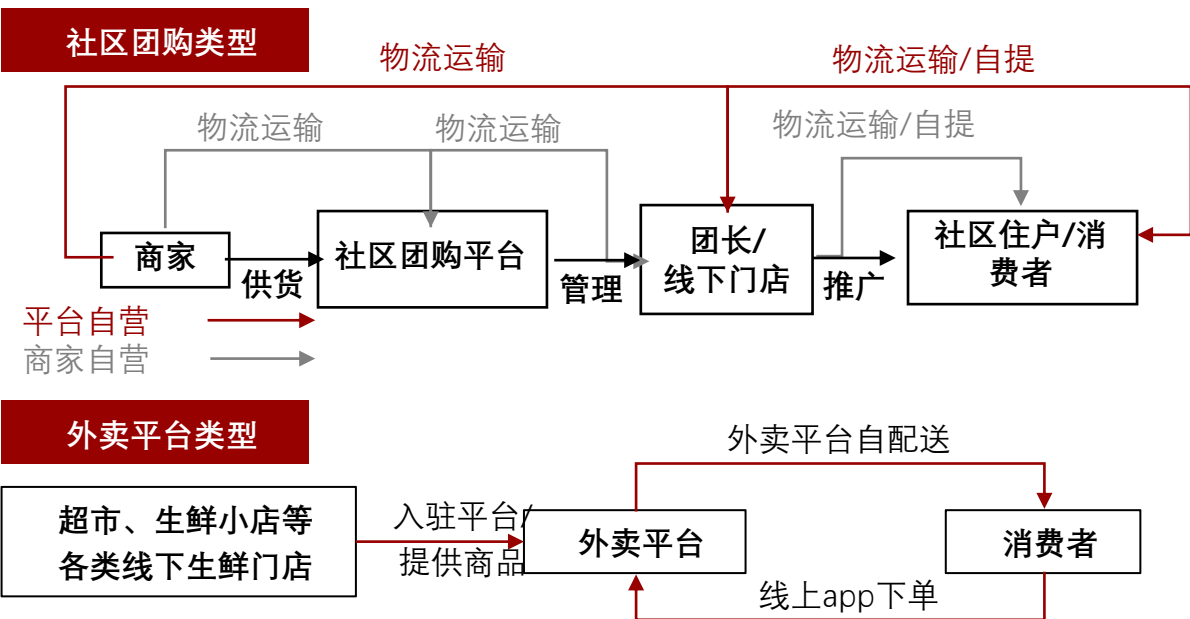 社区团购类型
物流运输
物流运输/自提
物流运输
物流运输
物流运输/自提
商家
供货
社区团购平台
管理
团长/
线下门店
推广
社区住户/消
费者
平台自营
商家自营
外卖平台类型
外卖平台自配送
超市、生鲜小店等
各类线下生鲜门店
入驻平台/
提供商品
外卖平台
消费者
线上app下单